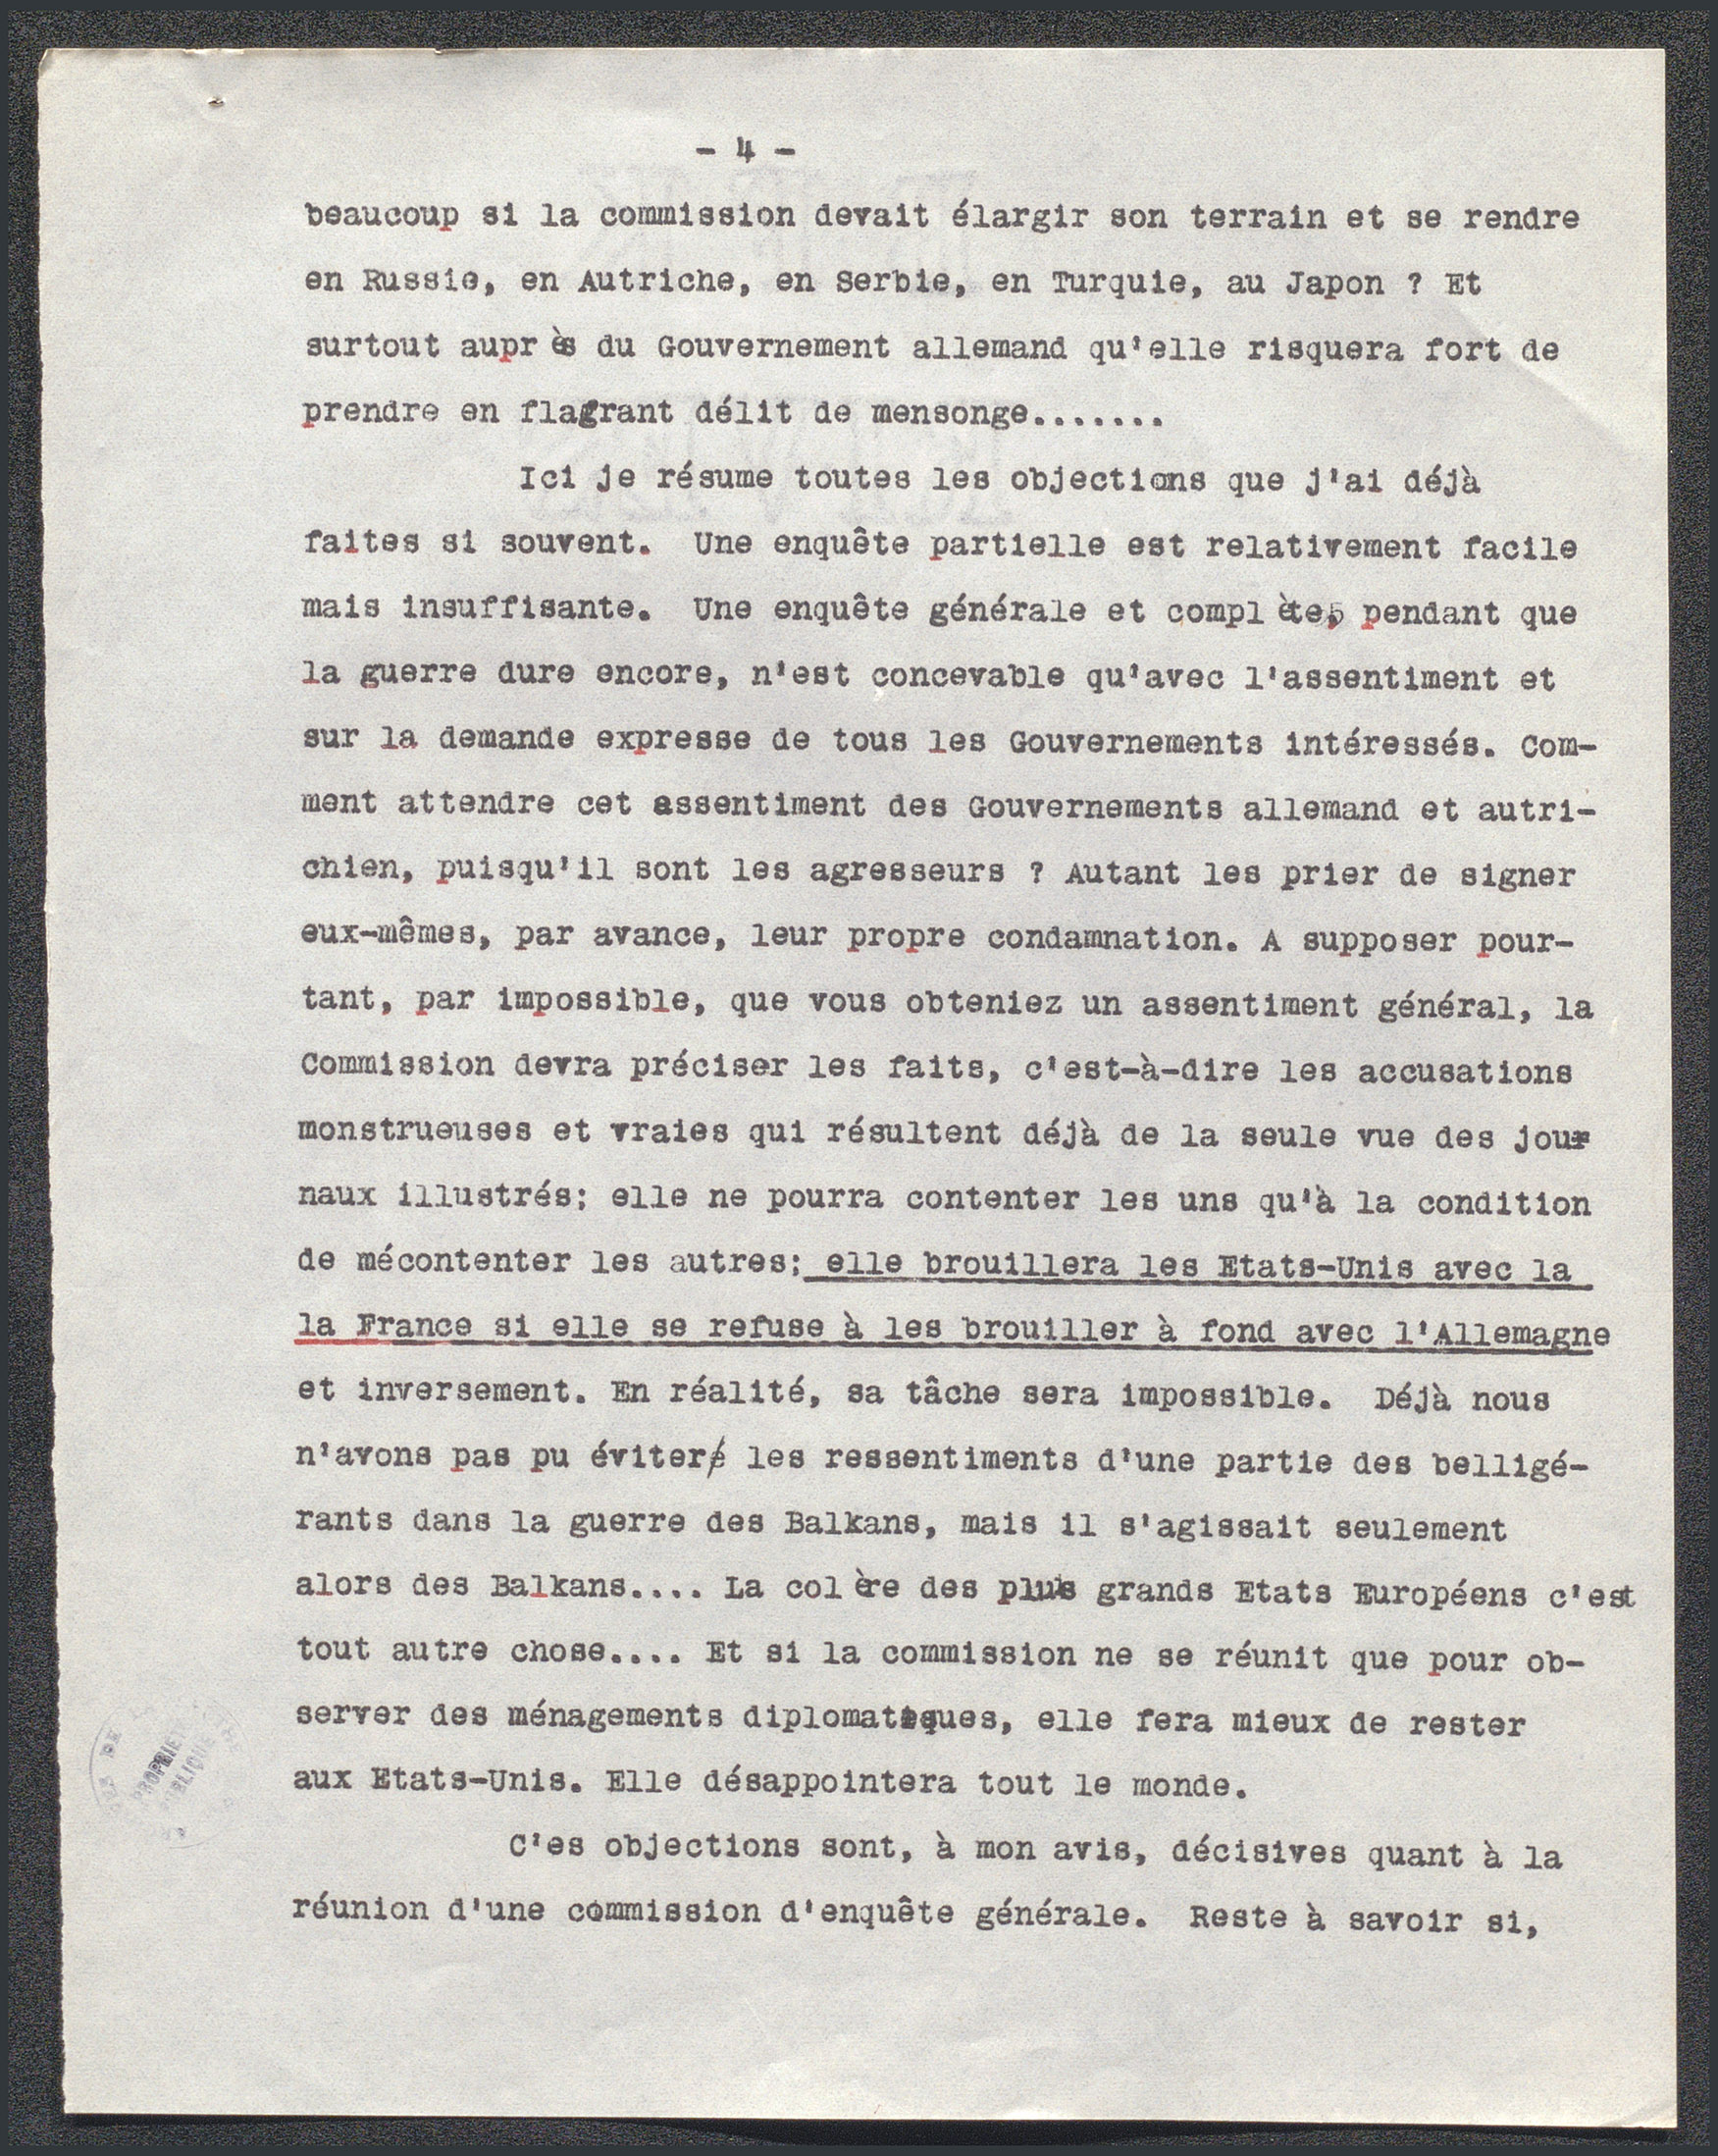 - 4 -
beaucoup si la commission devait élargir son terrain et se rendre
en Russie, en Autriche, en Serbie, en Turquie, au Japon ? Et
surtout auprès du Gouvernement allemand qu'elle risquera fort de
prendre en flagrant délit de mensonge.......
Ici je résume toutes les objections que j'ai déjà
faites si souvent. Une enquête partielle est relativement facile
mais insuffisante. Une enquête générale et complète, pendant que
la guerre dure encore, n'est concevable qu'avec l'assentiment et
sur la demande expresse de tous les Gouvernements intéressés. Com-
ment attendre cet assentiment des Gouvernements allemand et autri-
chien, puisqu'il sont les agresseurs ? Autant les prier de signer
eux-mêmes, par avance, leur propre condamnation. A supposer pour-
tant, par impossible, que vous obteniez un assentiment général, la
Commission devra préciser les faits, c'est-à-dire les accusations
monstrueuses et vraies qui résultent déjà de la seule vue des jour
naux illustrés; elle ne pourra contenter les uns qu'à la condition
de mécontenter les autres; elle brouillera les Etats-Unis avec la
la France si elle se refuse à les brouiller à fond avec l'Allemagne
et inversement. En réalité, sa tâche sera impossible. Déjà nous
n'avons pas pu éviter les ressentiments d'une partie des belligé-
rants dans la guerre des Balkans, mais il s'agissait seulement
alors des Balkans.... La colère des plus grands Etats Européens c'est
tout autre chose.... Et si la commission ne se réunit que pour ob-
server des ménagements diplomatiques, elle fera mieux de rester
aux Etats-Unis. Elle désappointera tout le monde.
C'es objections sont, à mon avis, décisives quant à la
réunion d'une commission d'enquête générale. Reste à savoir si,